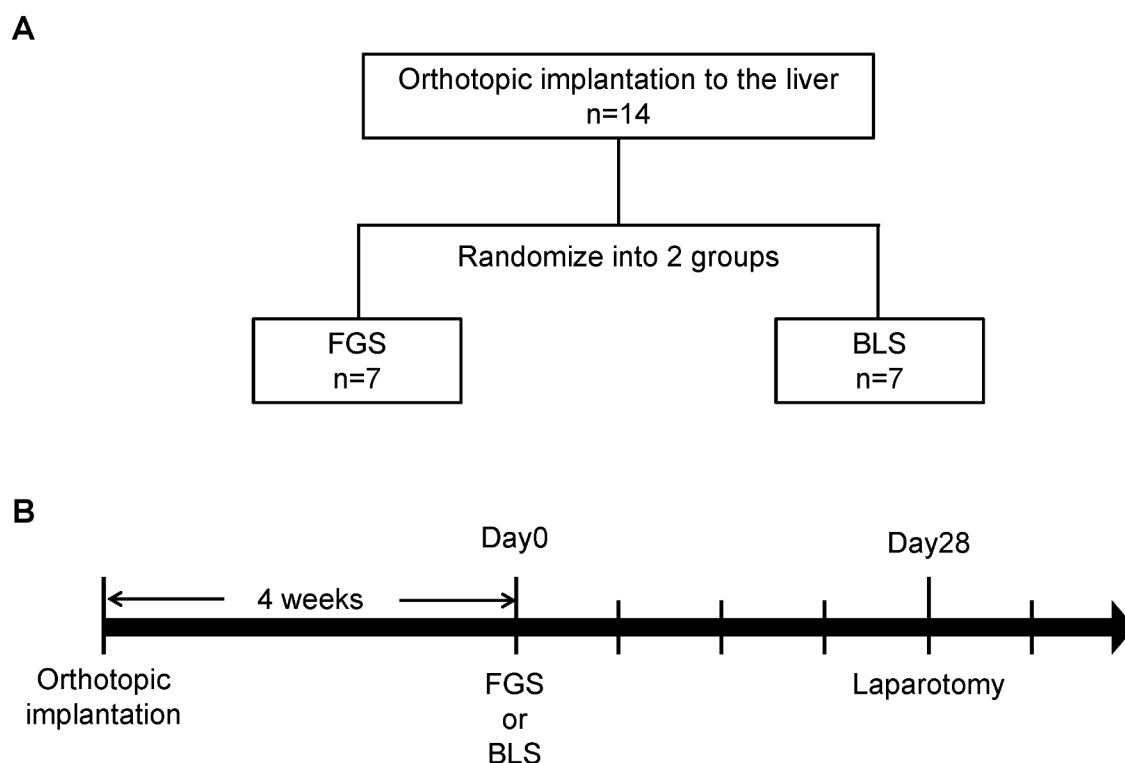 A
Orthotopic implantation to the liver
n=14
Randomize into 2 groups
FGS
n=7
BLS
n=7
B
Day0
Day28
4 weeks
Orthotopic
implantation
FGS
or
BLS
Laparotomy